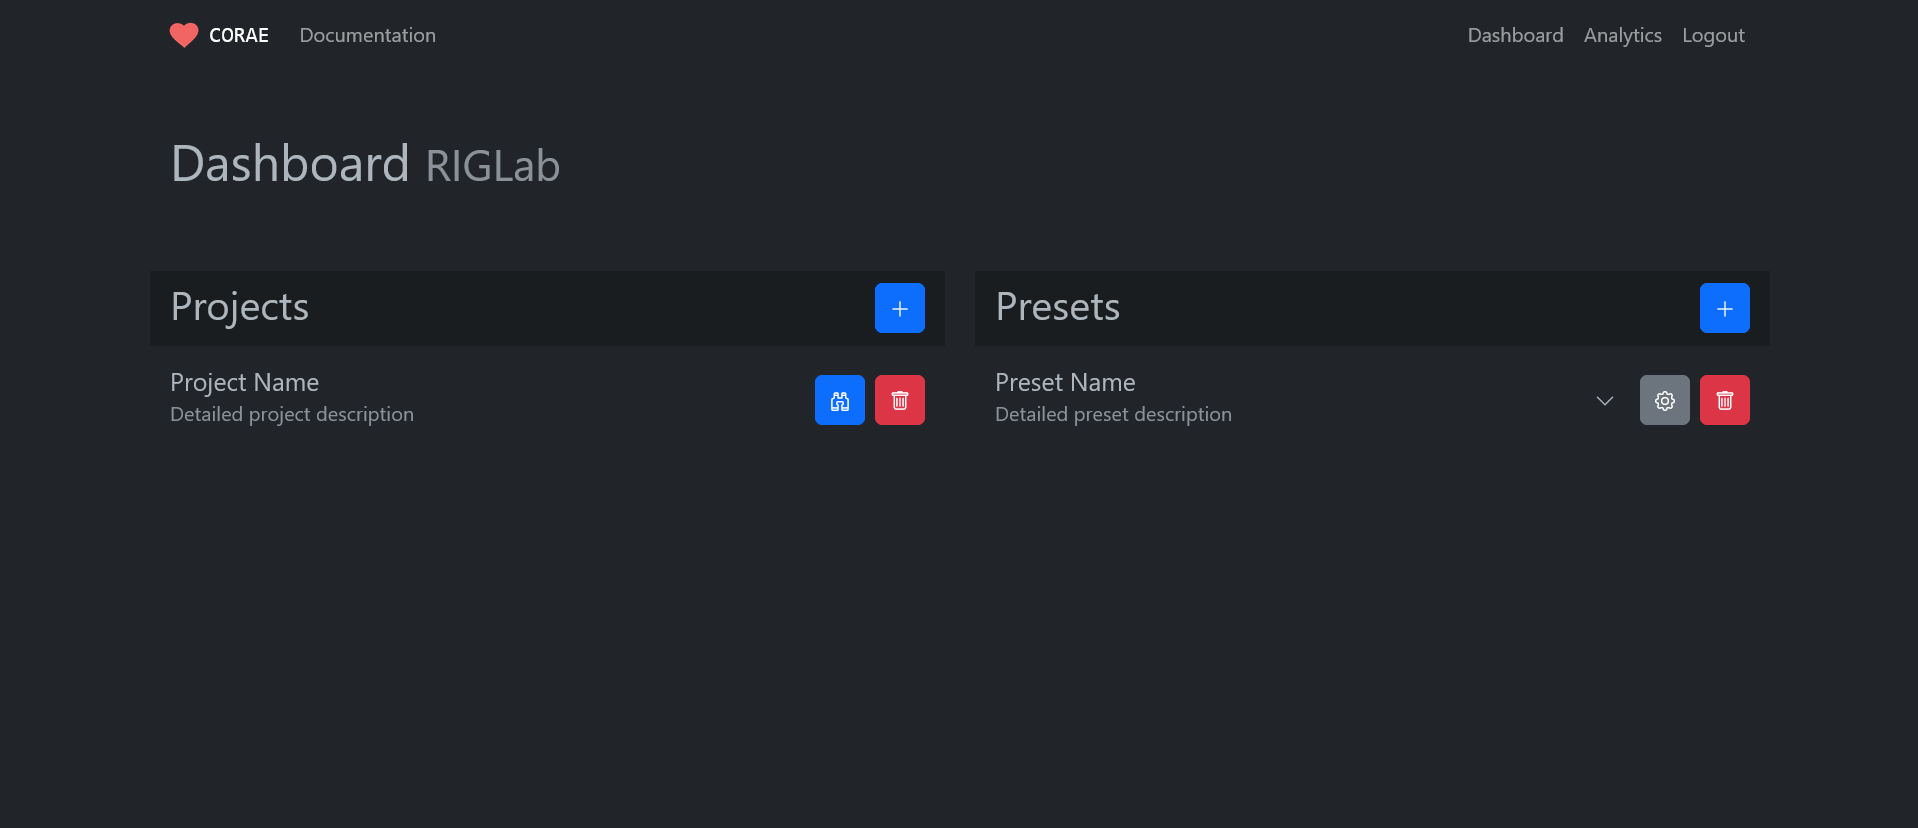 CORAE Documentation Dashboard Analytics Logout
Dashboard RIGLab
Projects
Project Name
Detailed project description
Presets
Preset Name
Detailed preset description